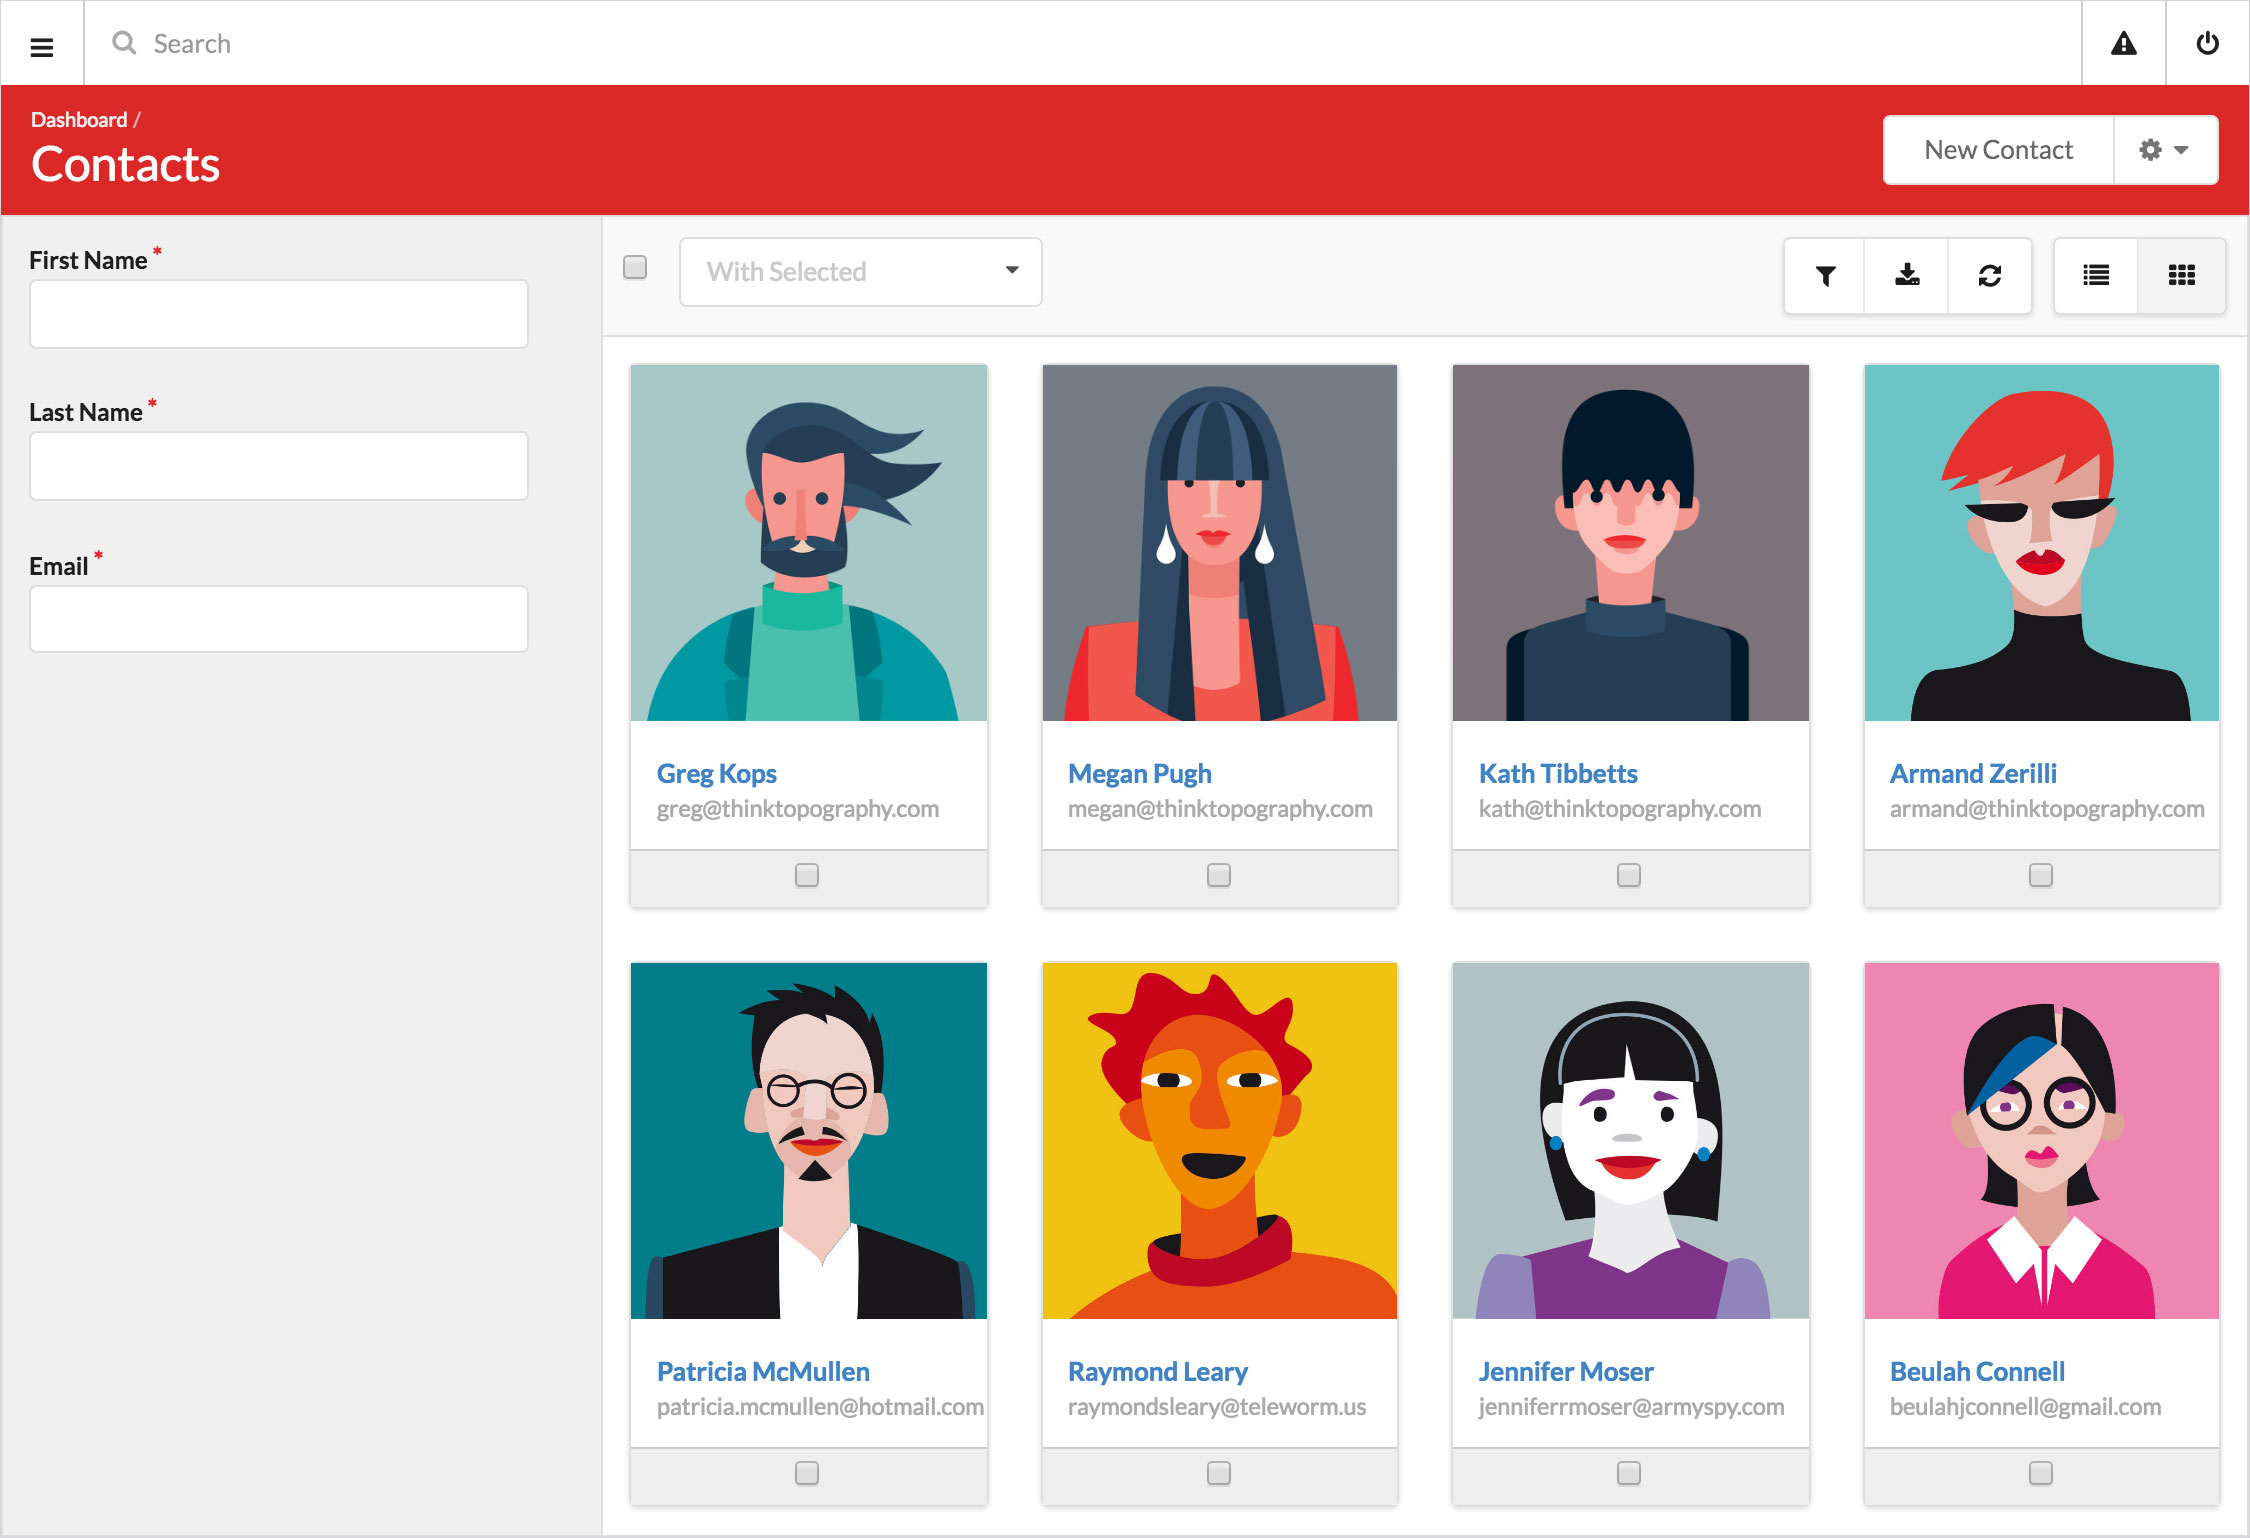 Search
Dashboard /
Contacts
New Contact
First Name *
Last Name *
Email *
With Selected
Greg Kops
greg@thinktopography.com
Megan Pugh
megan@thinktopography.com
Kath Tibbetts
kath@thinktopography.com
Armand Zerilli
armand@thinktopography.com
Patricia McMullen
patricia.mcmullen@hotmail.com
Raymond Leary
raymondsleary@teleworm.us
Jennifer Moser
jenniferrmoser@armyspy.com
Beulah Connell
beulahjconnell@gmail.com